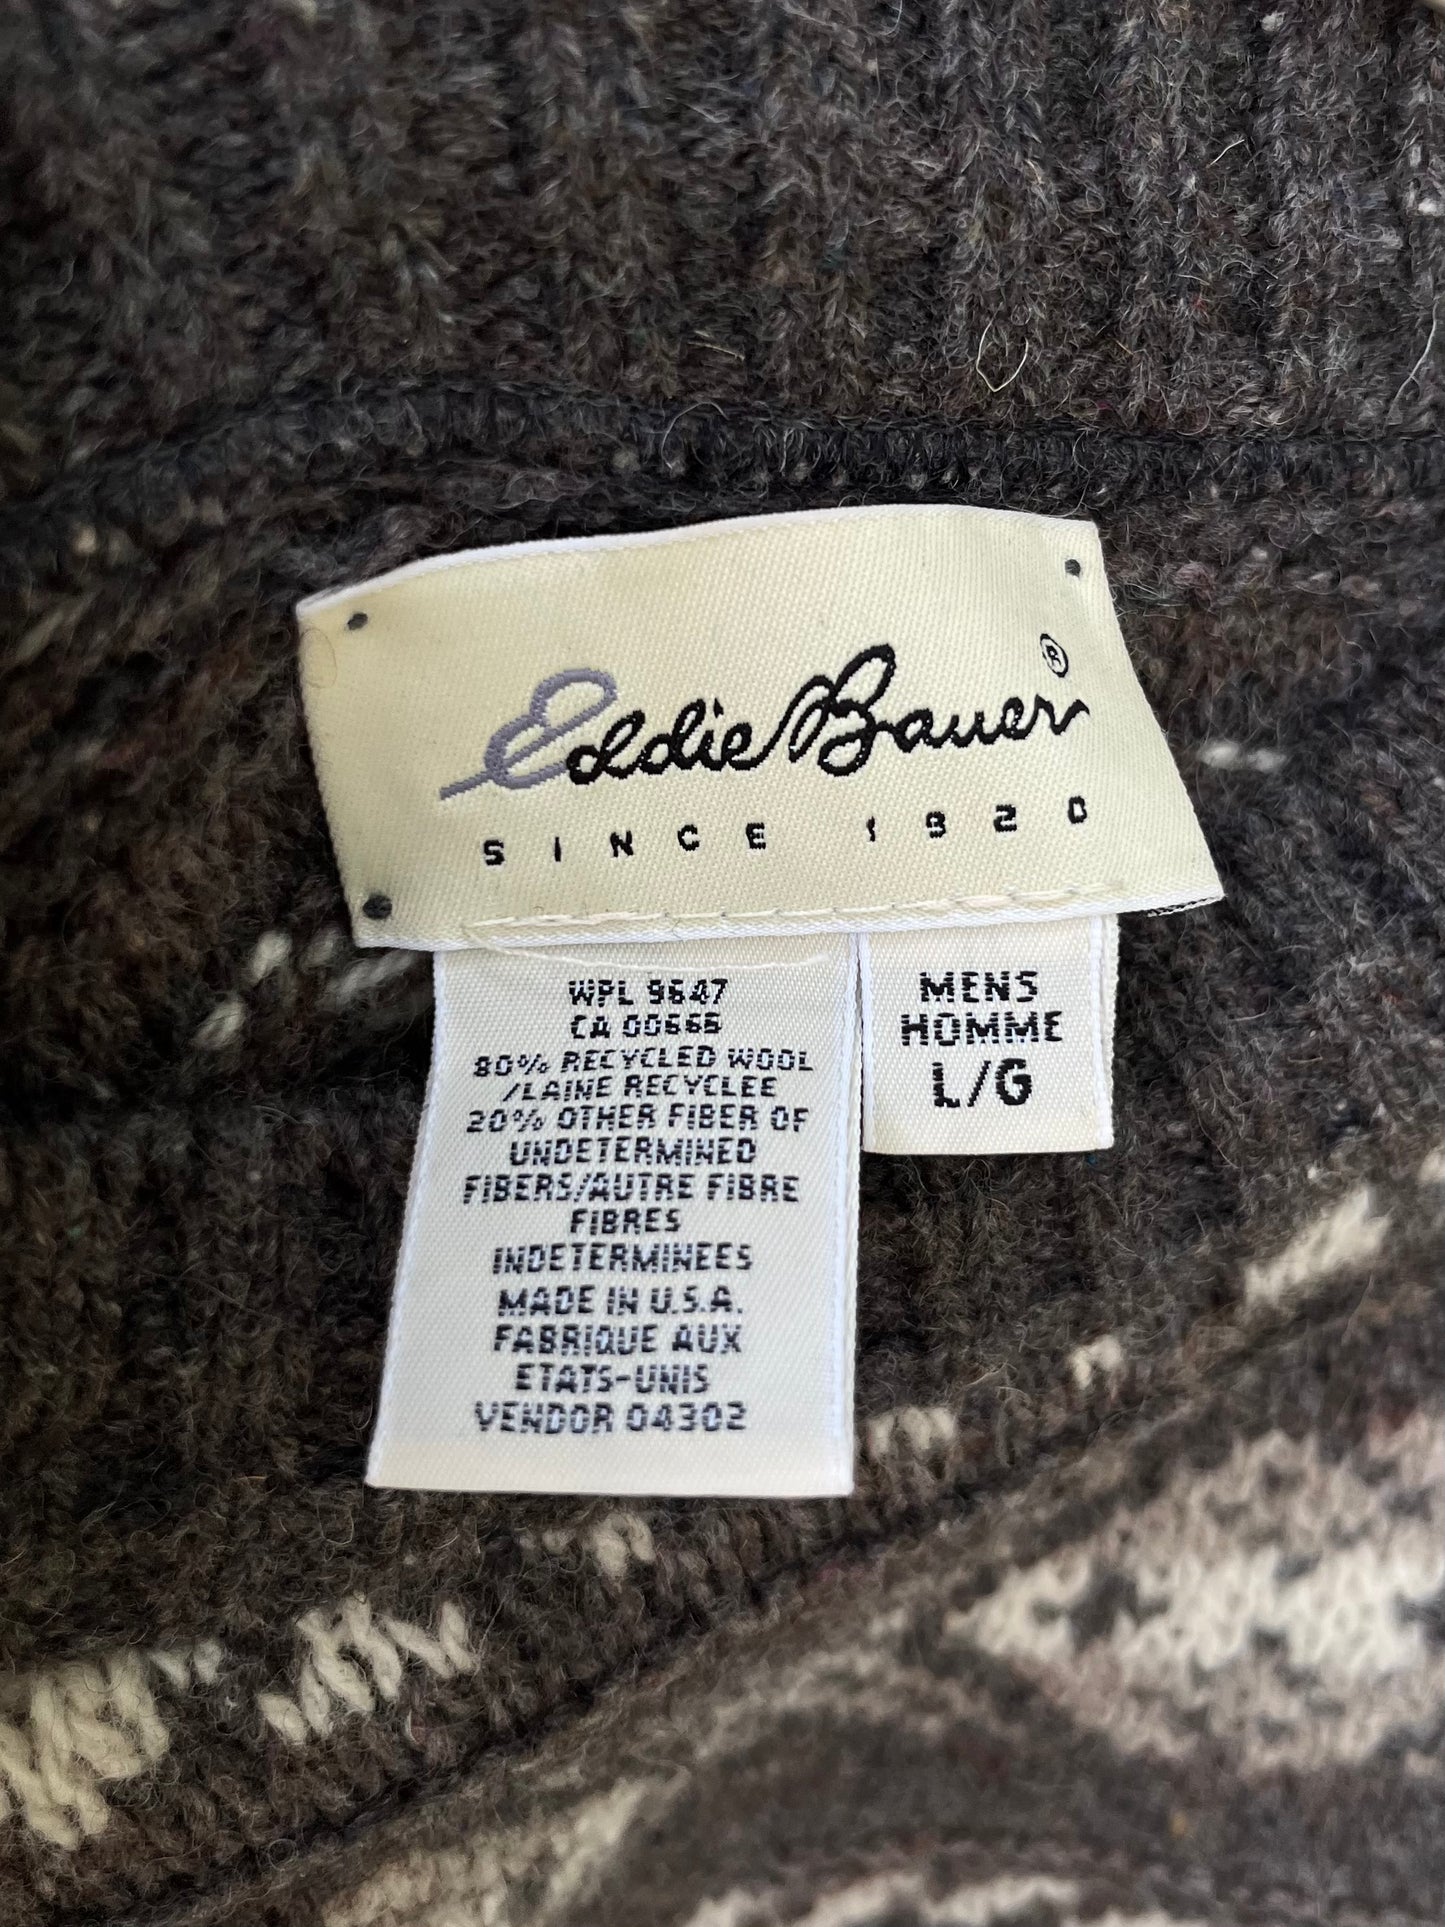 Eddie Bauer®
SINCE 1920
WPL 9647
CA 00665
80% RECYCLED WOOL
/LAINE RECYCLEE
20% OTHER FIBER OF
UNDETERMINED
FIBERS/AUTRE FIBRE
FIBRES
INDETERMINEES
MADE IN U.S.A.
FABRIQUE AUX
ETATS-UNIS
VENDOR 04302
MENS
HOMME
L/G